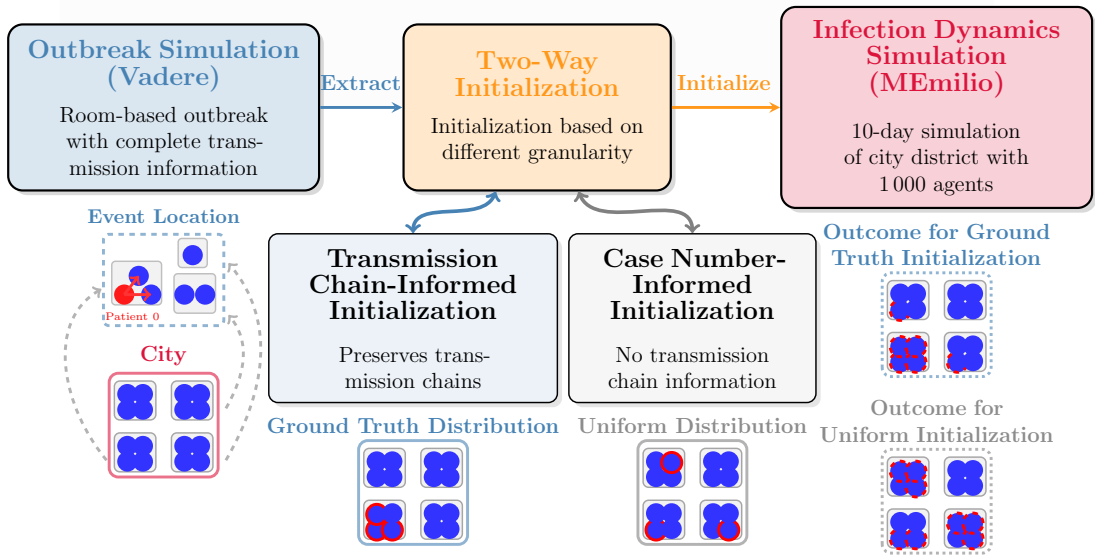 Outbreak Simulation
(Vadere)
Room-based outbreak
with complete trans-
mission information
Extract
Two-Way
Initialization
Initialization based on
different granularity
Initialize
Infection Dynamics
Simulation
(MEmilio)
10-day simulation
of city district with
1 000 agents
Event Location
Patient 0
City
Transmission
Chain-Informed
Initialization
Preserves trans-
mission chains
Case Number-
Informed
Initialization
No transmission
chain information
Ground Truth Distribution
Uniform Distribution
Outcome for Ground
Truth Initialization
Outcome for
Uniform Initialization